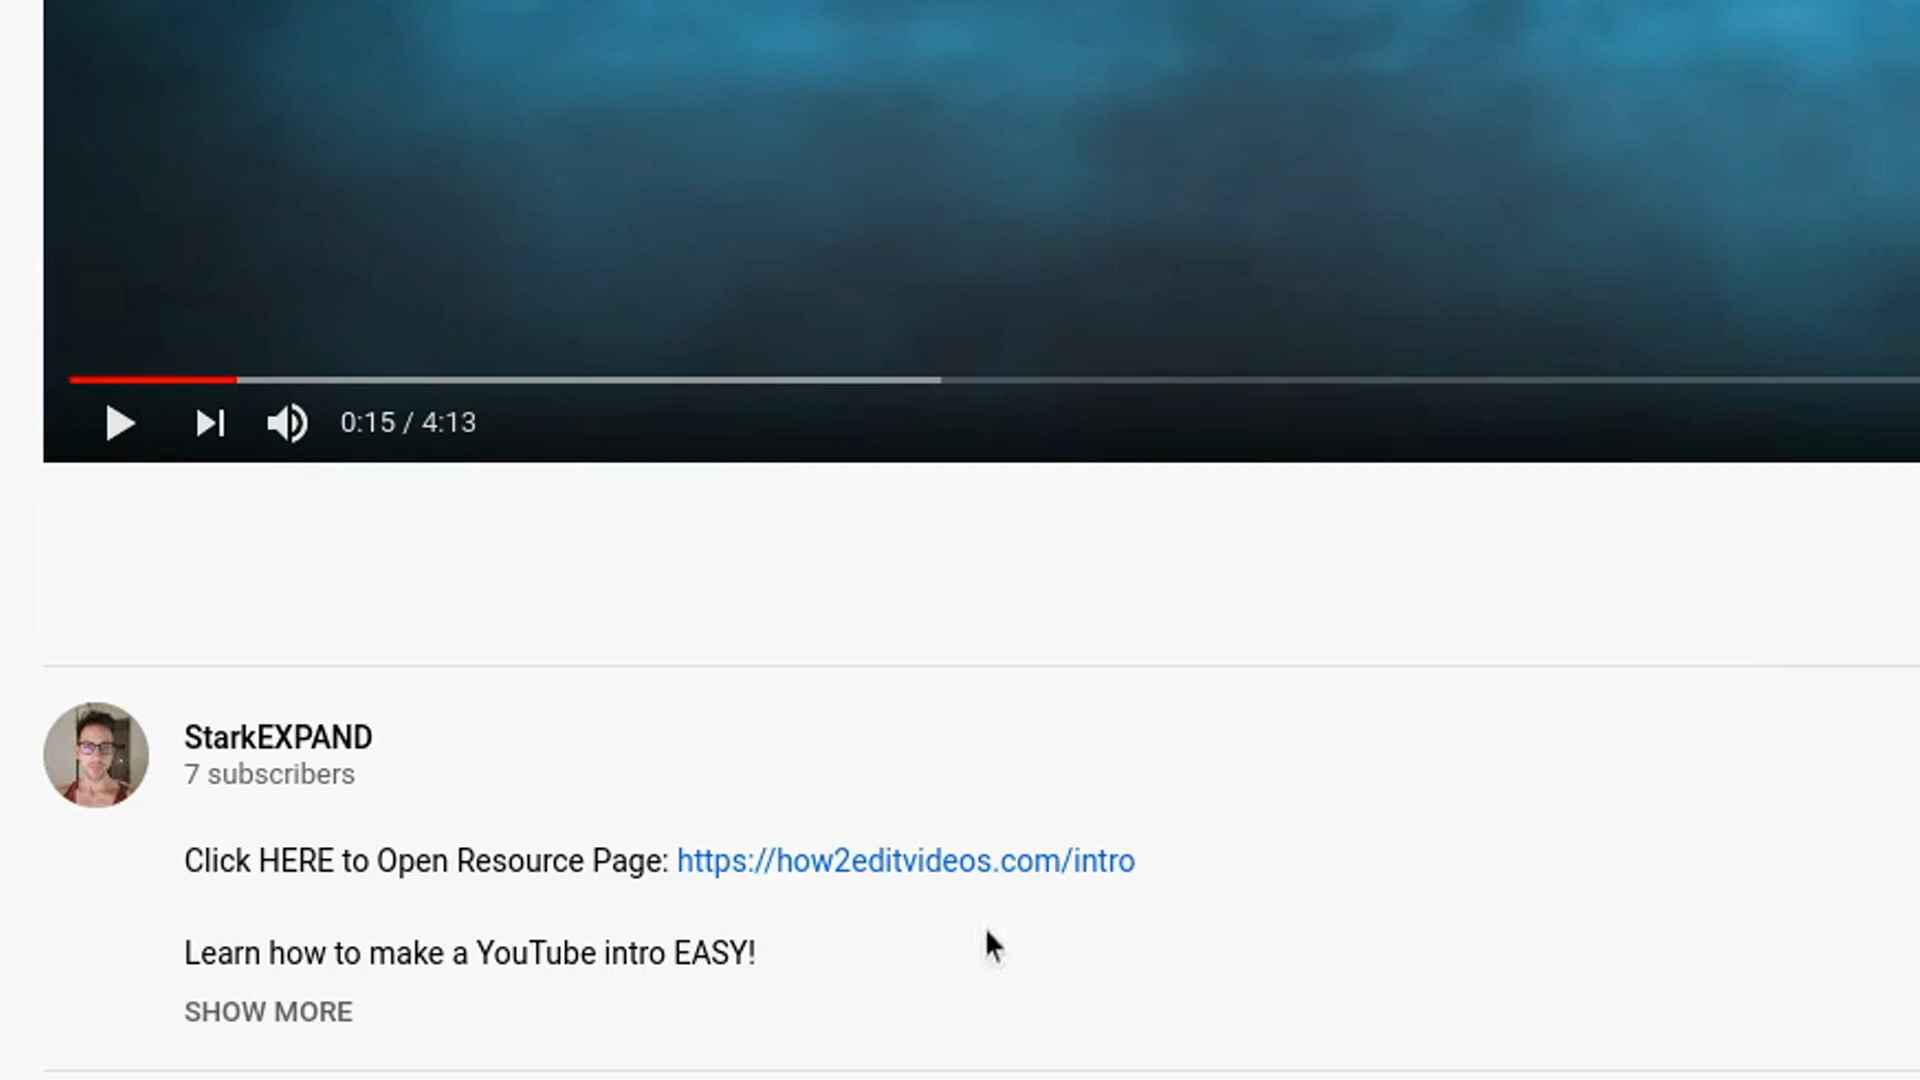 0:15 / 4:13
StarkEXPAND
7 subscribers
Click HERE to Open Resource Page: https://how2editvideos.com/intro
Learn how to make a YouTube intro EASY!
SHOW MORE